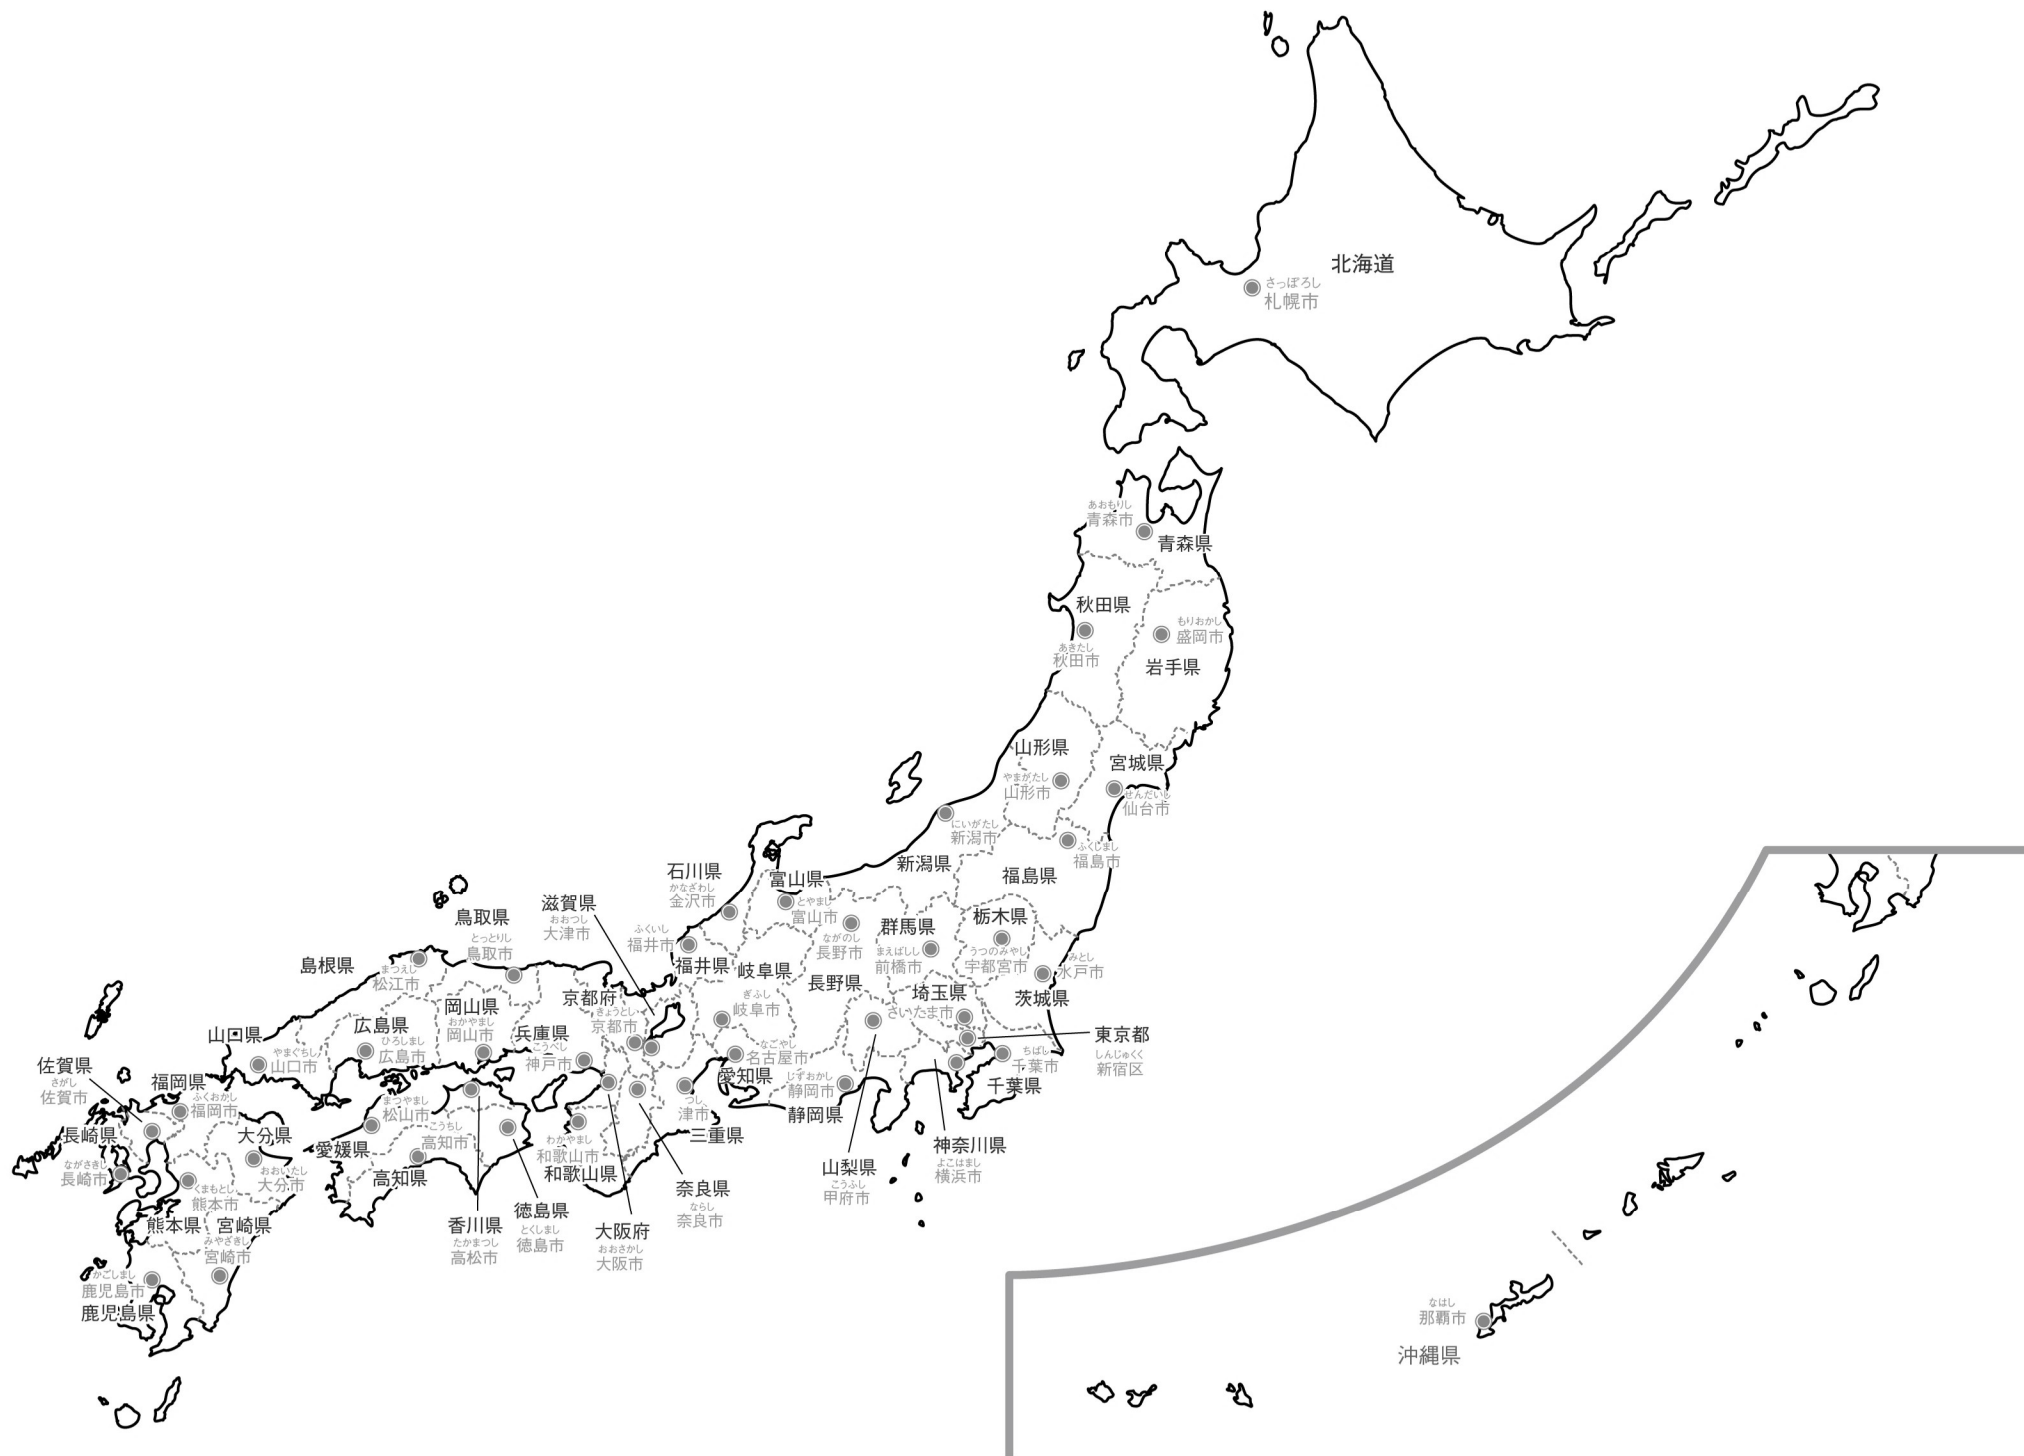 北海道
さっぽろし
札幌市
あおもりし
青森市
青森県
秋田県
あきたし
秋田市
もりおかし
盛岡市
岩手県
山形県
やまがたし
山形市
宮城県
せんだいし
仙台市
にいがたし
新潟市
新潟県
ふくしまし
福島市
福島県
石川県
かなざわし
金沢市
富山県
とやまし
富山市
ふくいし
福井市
福井県
岐阜県
ぎふし
岐阜市
ながのし
長野市
長野県
群馬県
まえばしし
前橋市
栃木県
うつのみやし
宇都宮市
みとし
水戸市
茨城県
埼玉県
さいたま市
東京都
しんじゅくく
新宿区
ちばし
千葉市
千葉県
神奈川県
よこはまし
横浜市
山梨県
こうふし
甲府市
じずおかし
静岡市
静岡県
なごやし
名古屋市
愛知県
つし
津市
三重県
滋賀県
おおつし
大津市
京都府
きょうとし
京都市
兵庫県
こうべし
神戸市
奈良県
ならし
奈良市
大阪府
おおさかし
大阪市
わかやまし
和歌山市
和歌山県
鳥取県
とっとりし
鳥取市
島根県
まつえし
松江市
岡山県
おかやまし
岡山市
広島県
ひろしまし
広島市
山口県
やまぐちし
山口市
香川県
たかまつし
高松市
徳島県
とくしまし
徳島市
まつやまし
松山市
愛媛県
こうちし
高知市
高知県
福岡県
ふくおかし
福岡市
佐賀県
さがし
佐賀市
長崎県
ながさきし
長崎市
大分県
おおいたし
大分市
くまもとし
熊本市
熊本県
宮崎県
みやざきし
宮崎市
かごしまし
鹿児島市
鹿児島県
なはし
那覇市
沖縄県